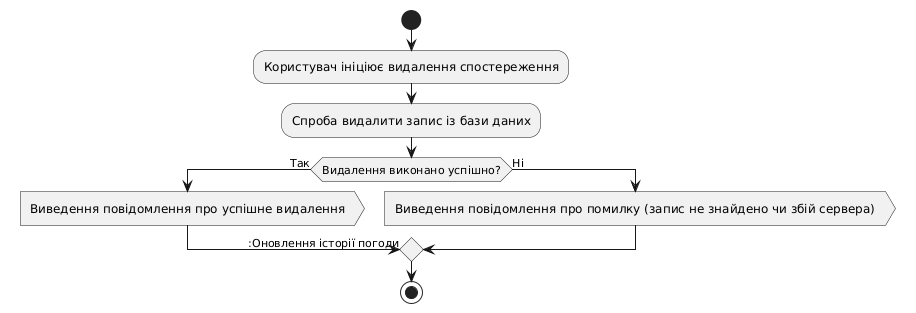 Користувач ініціює видалення спостереження
Спроба видалити запис із бази даних
Так
Видалення виконано успішно?
Ні
Виведення повідомлення про успішне видалення
Виведення повідомлення про помилку (запис не знайдено чи збій сервера)
:Оновлення історії погоди